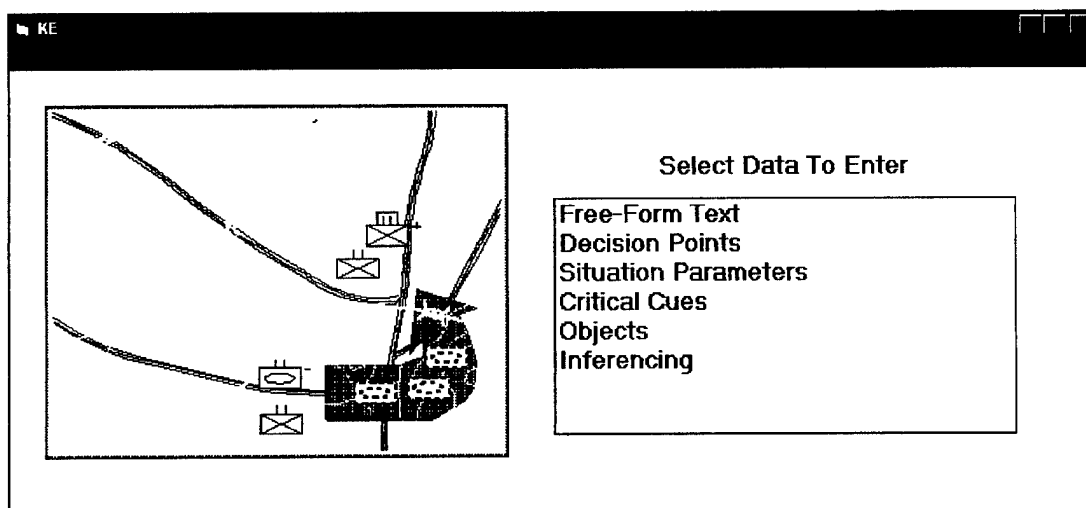 KE
Select Data To Enter
Free-Form Text
Decision Points
Situation Parameters
Critical Cues
Objects
Inferencing